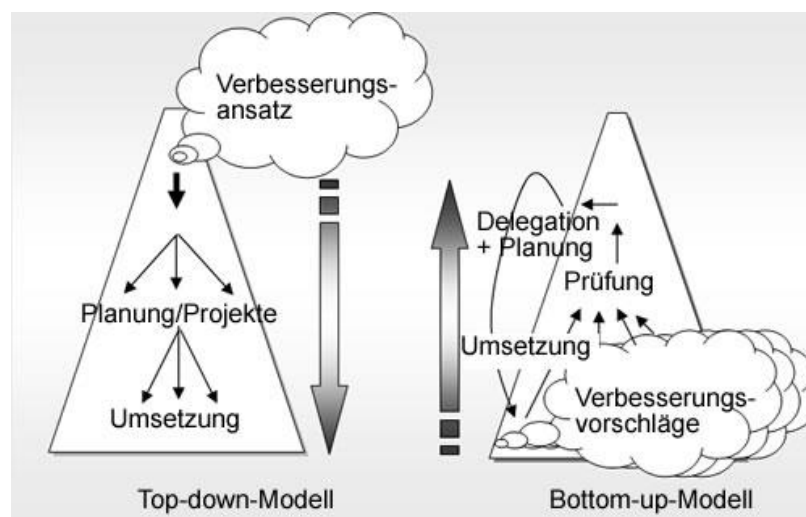 Verbesserungs-
ansatz
Planung/Projekte
Umsetzung
Top-down-Modell
Delegation
+ Planung
Prüfung
Umsetzung
Verbesserungs-
vorschläge
Bottom-up-Modell